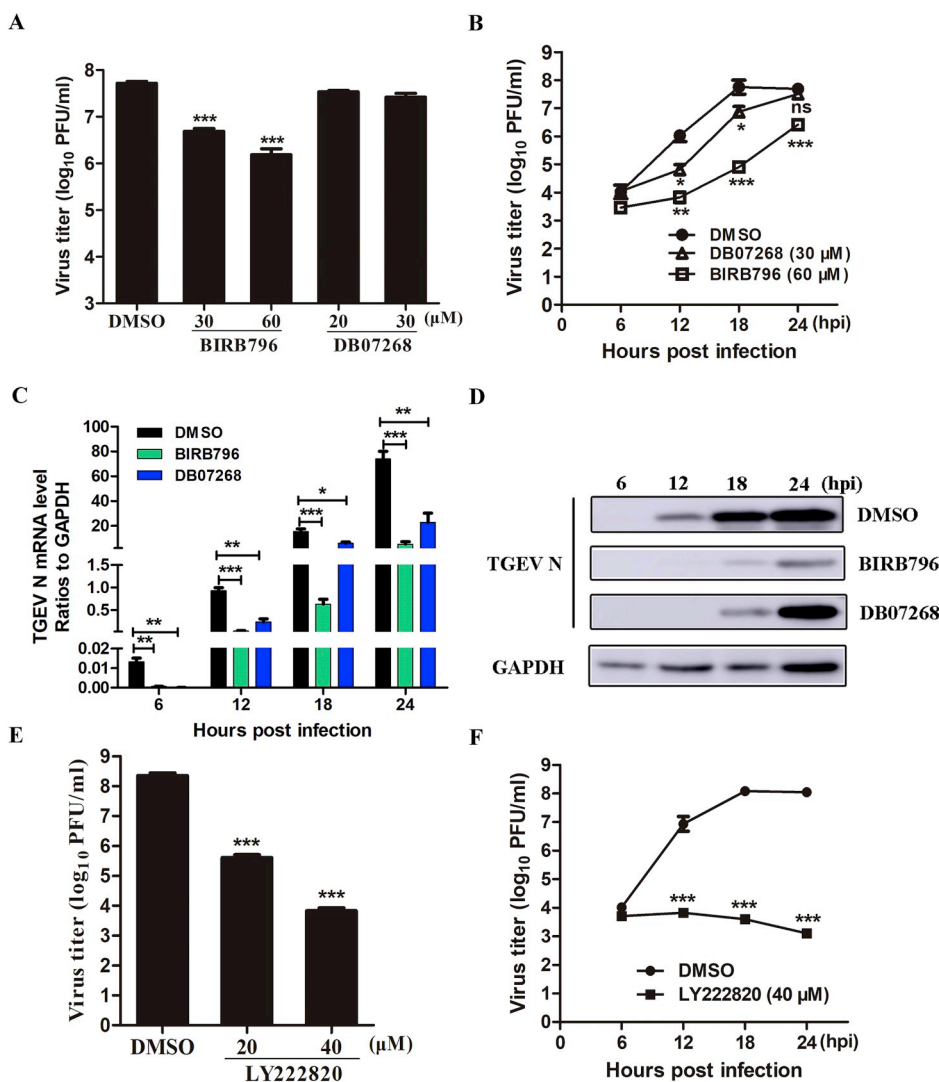 A
Virus titer (log10 PFU/ml)
8
7
6
5
4
3
***
***
DMSO
30
60
20
30
(μM)
BIRB796
DB07268
B
Virus titer (log10 PFU/ml)
9
8
7
6
5
4
3
2
1
0
ns
*
*
***
***
**
DMSO
DB07268 (30 μM)
BIRB796 (60 μM)
0
6
12
18
24
(hpi)
Hours post infection
C
TGEV N mRNA level
Ratios to GAPDH
100
80
60
40
20
1.5
1.0
0.5
0.02
0.01
0.00
DMSO
BIRB796
DB07268
**
**
**
***
*
***
**
***
6
12
18
24
Hours post infection
D
6
12
18
24
(hpi)
TGEV N
DMSO
BIRB796
DB07268
GAPDH
E
Virus titer (log10 PFU/ml)
9
8
7
6
5
4
3
2
1
0
***
***
DMSO
20
40
(μM)
LY222820
F
Virus titer (log10 PFU/ml)
9
8
7
6
5
4
3
2
1
0
***
***
***
DMSO
LY222820 (40 μM)
0
6
12
18
24
(hpi)
Hours post infection